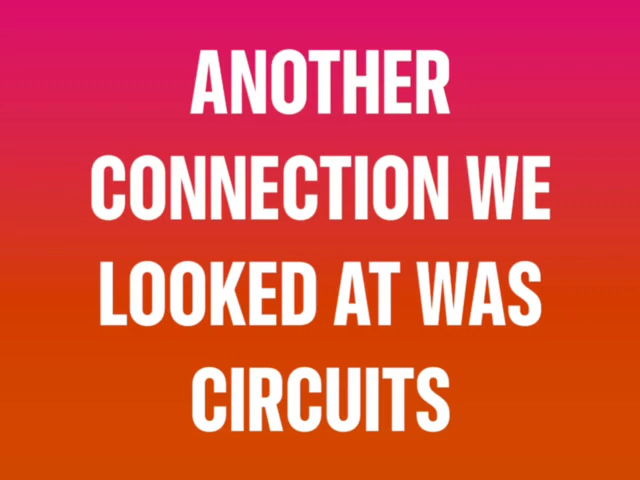 ANOTHER
CONNECTION WE
LOOKED AT WAS
CIRCUITS